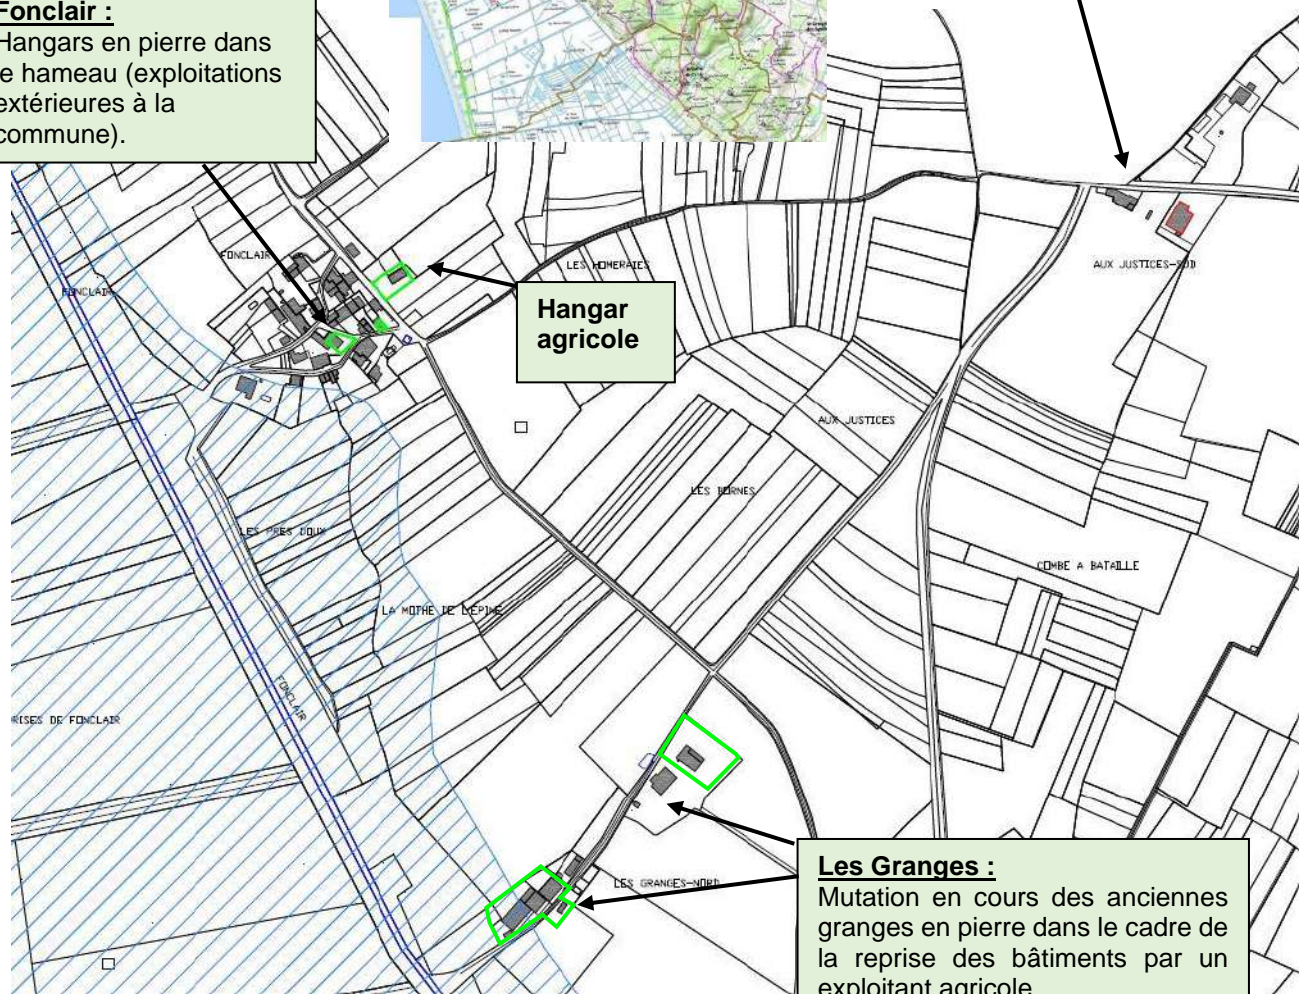 Fonclair :
Hangars en pierre dans
le hameau (exploitations
extérieures à la
commune).
FONCLAIR
FONCLAIR
LES HOMERAIES
AUX JUSTICES-SUD
Hangar
agricole
AUX JUSTICES
LES BORNES
LES PRES DOUX
COMBE A BATAILLE
LA MOTHE DE L'EPINE
FONCLAIR
RISES DE FONCLAIR
LES GRANGES-NORD
Les Granges :
Mutation en cours des anciennes
granges en pierre dans le cadre de
la reprise des bâtiments par un
exploitant agricole